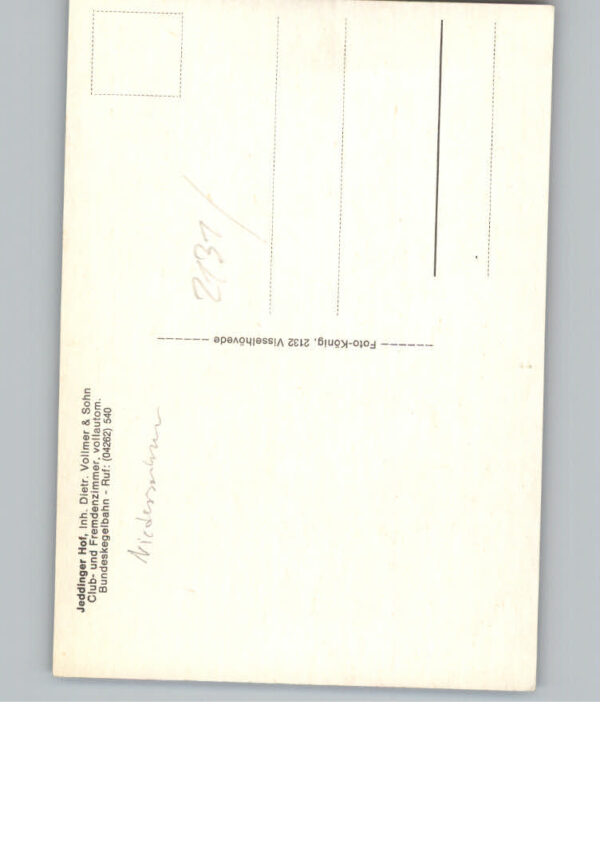 Jeddinger Hof, Inh. Dietr. Vollmer & Sohn
Club- und Fremdenzimmer, vollautom.
Bundeskegelbahn - Ruf: (04262) 540
Foto-König, 2132 Visselhövede
2131/